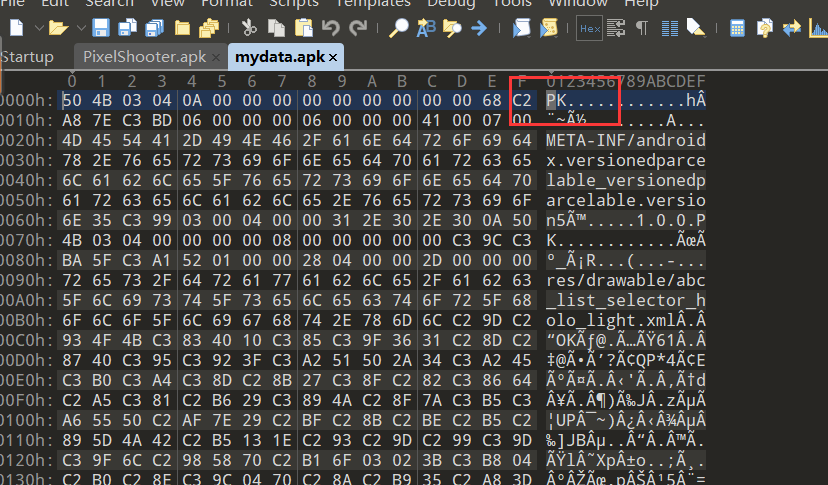 File Edit Search View Format Scripts Templates Debug Tools Window Help
Hex
Startup PixelShooter.apk × mydata.apk ×
0 1 2 3 4 5 6 7 8 9 A B C D E F 0123456789ABCDEF
0000h: 50 4B 03 04 0A 00 00 00 00 00 00 00 00 00 68 C2 PK............hÂ
0010h: A8 7E C3 BD 06 00 00 00 06 00 00 00 41 00 07 00 ¨~Ã½........A...
0020h: 4D 45 54 41 2D 49 4E 46 2F 61 6E 64 72 6F 69 64 META-INF/android
0030h: 78 2E 76 65 72 73 69 6F 6E 65 64 70 61 72 63 65 x.versionedparce
0040h: 6C 61 62 6C 65 5F 76 65 72 73 69 6F 6E 65 64 70 lable_versionedp
0050h: 61 72 63 65 6C 61 62 6C 65 2E 76 65 72 73 69 6F arcelable.versio
0060h: 6E 35 C3 99 03 00 04 00 00 31 2E 30 2E 30 0A 50 n5Ã™.....1.0.0.P
0070h: 4B 03 04 00 00 00 00 08 00 00 00 00 00 C3 9C C3 K............ÃœÃ
0080h: BA 5F C3 A1 52 01 00 00 28 04 00 00 2D 00 00 00 º_Ã¡R...(...-...
0090h: 72 65 73 2F 64 72 61 77 61 62 6C 65 2F 61 62 63 res/drawable/abc
00A0h: 5F 6C 69 73 74 5F 73 65 6C 65 63 74 6F 72 5F 68 _list_selector_h
00B0h: 6F 6C 6F 5F 6C 69 67 68 74 2E 78 6D 6C C2 9D C2 olo_light.xmlÂ.Â
00C0h: 93 4F 4B C3 83 40 10 C3 85 C3 9F 36 31 C2 8D C2 “OKÃƒ@.Ã…ÃŸ61Â.Â
00D0h: 87 40 C3 95 C3 92 3F C3 A2 51 50 2A 34 C3 A2 45 ‡@Ã•Ã’?Ã¢QP*4Ã¢E
00E0h: C3 B0 C3 A4 C3 8D C2 8B 27 C3 8F C2 82 C3 86 64 Ã°Ã¤Ã.Â‹'Ã.Â‚Ã†d
00F0h: C2 A5 C3 81 C2 B6 29 C3 89 4A C2 8F 7A C3 B5 C3 Â¥Ã.Â¶)Ã‰JÂ.zÃµÃ
0100h: A6 55 50 C2 AF 7E 29 C2 BF C2 8B C2 BE C2 B5 C2 ¦UPÂ¯~)Â¿Â‹Â¾ÂµÂ
0110h: 89 5D 4A 42 C2 B5 13 1E C2 93 C2 9D C2 99 C3 9D ‰]JBÂµ..Â“Â.Â™Ã.
0120h: C3 9F 6C C2 98 58 70 C2 B1 6F 03 02 3B C3 B8 04 ÃŸlÂ˜XpÂ±o..;Ã¸.
0130h: C2 B0 C2 8E C3 9C 04 70 C2 8A C2 B9 35 C2 A8 3D Â°ÂŽÃœ.pÂŠÂ¹5Â¨=